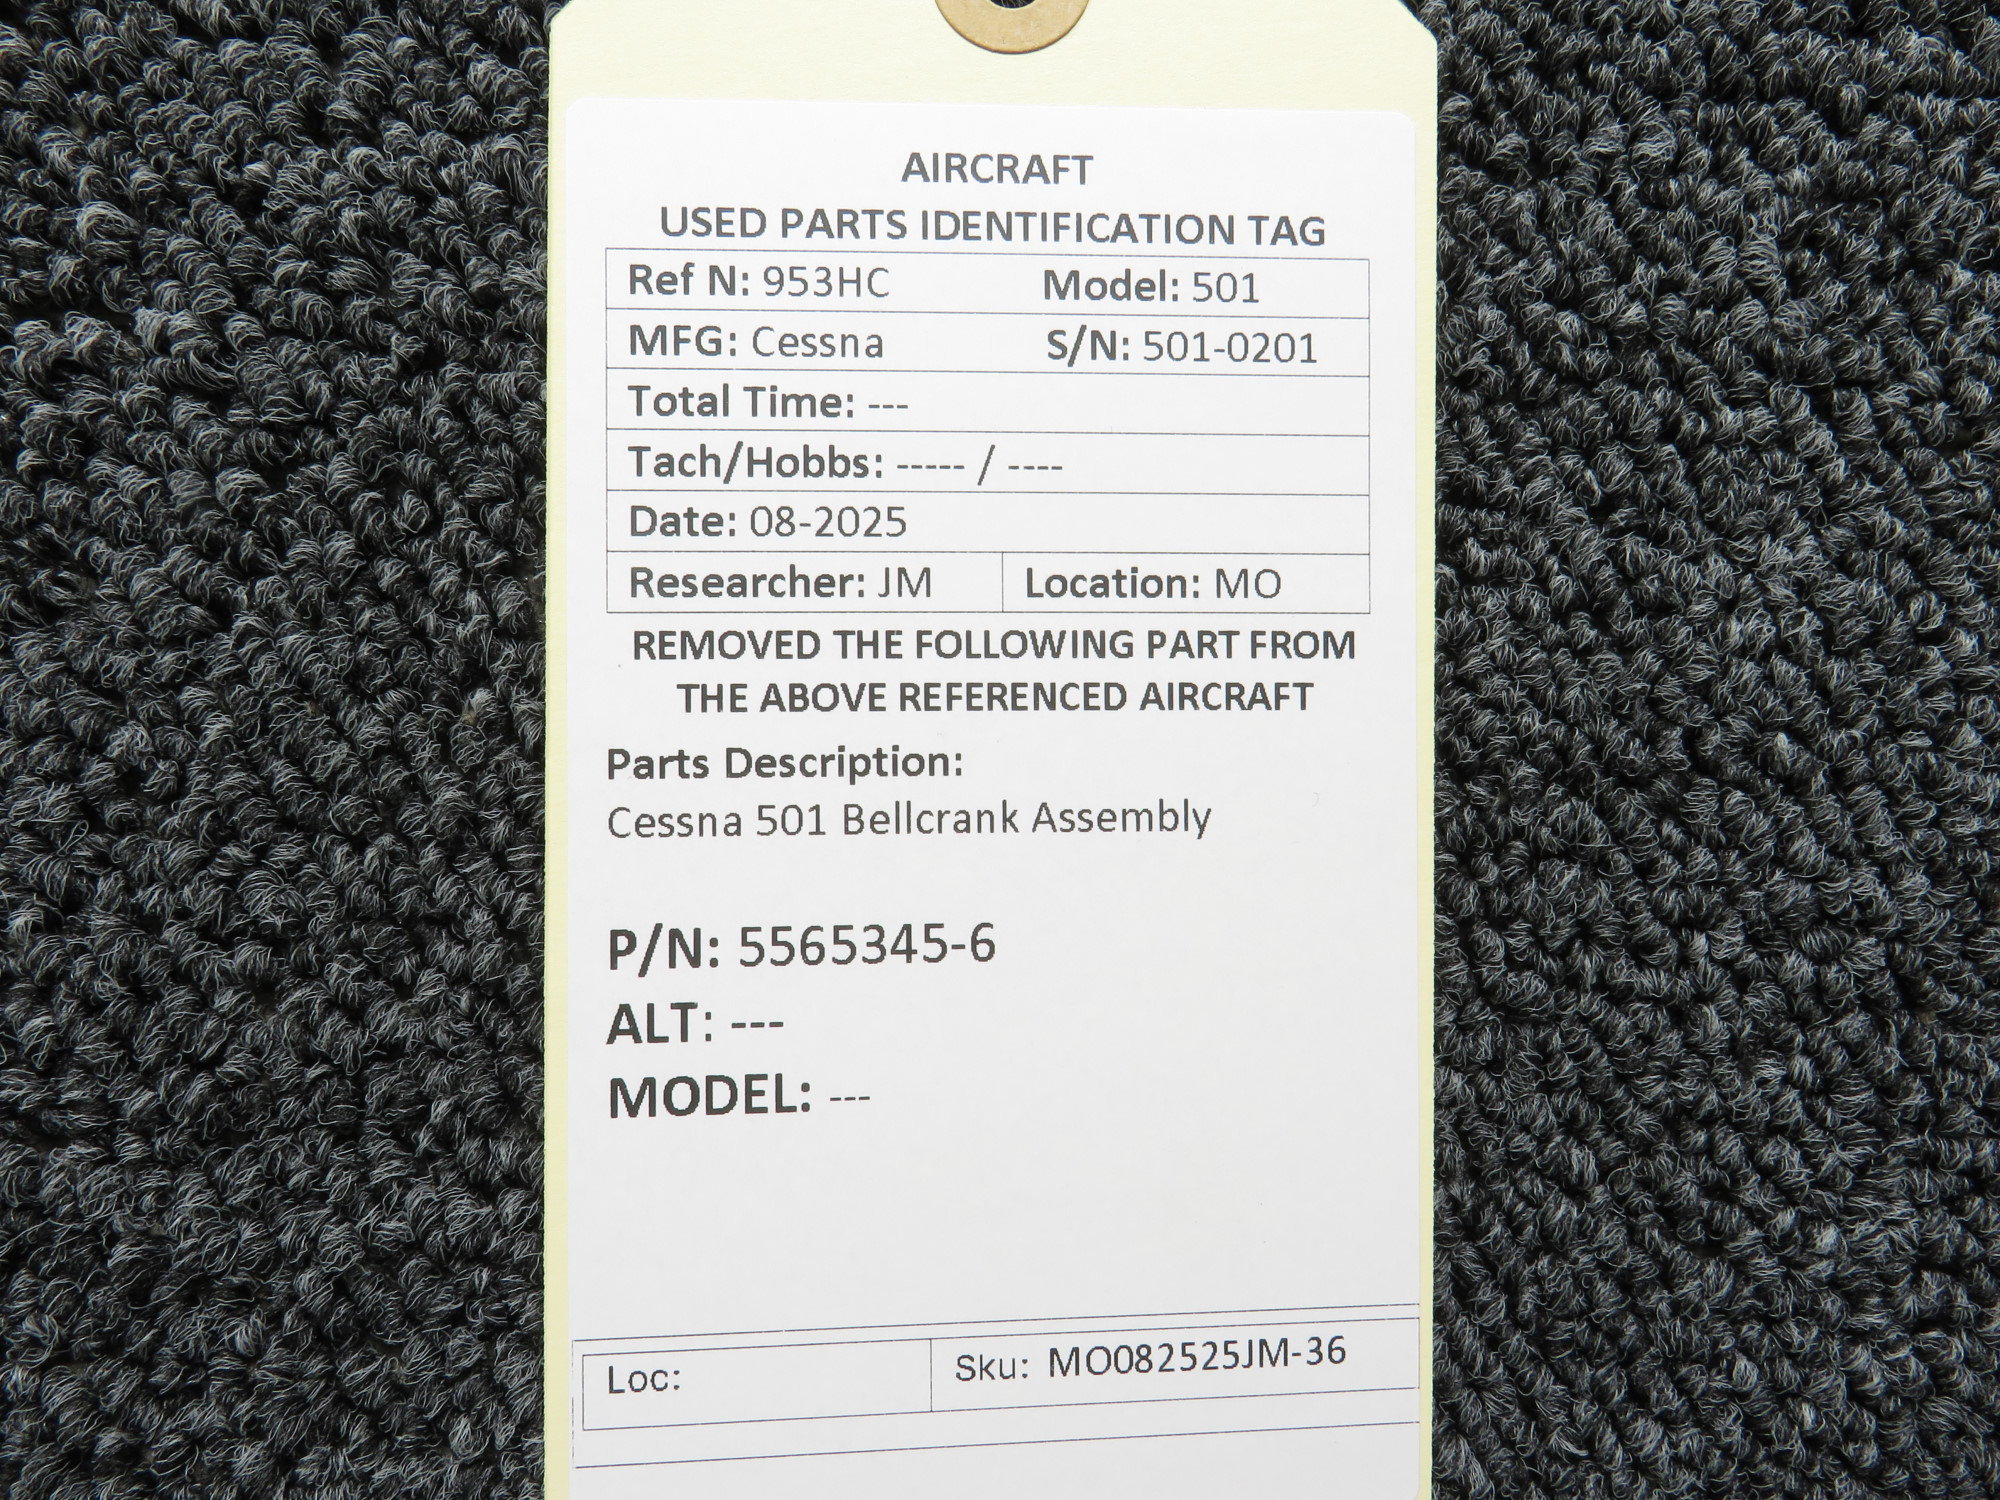 AIRCRAFT
USED PARTS IDENTIFICATION TAG
Ref N: 953HC Model: 501
MFG: Cessna S/N: 501-0201
Total Time: ---
Tach/Hobbs: ----- / ----
Date: 08-2025
Researcher: JM Location: MO
REMOVED THE FOLLOWING PART FROM
THE ABOVE REFERENCED AIRCRAFT
Parts Description:
Cessna 501 Bellcrank Assembly
P/N: 5565345-6
ALT: ---
MODEL: ---
Loc: Sku: MO082525JM-36